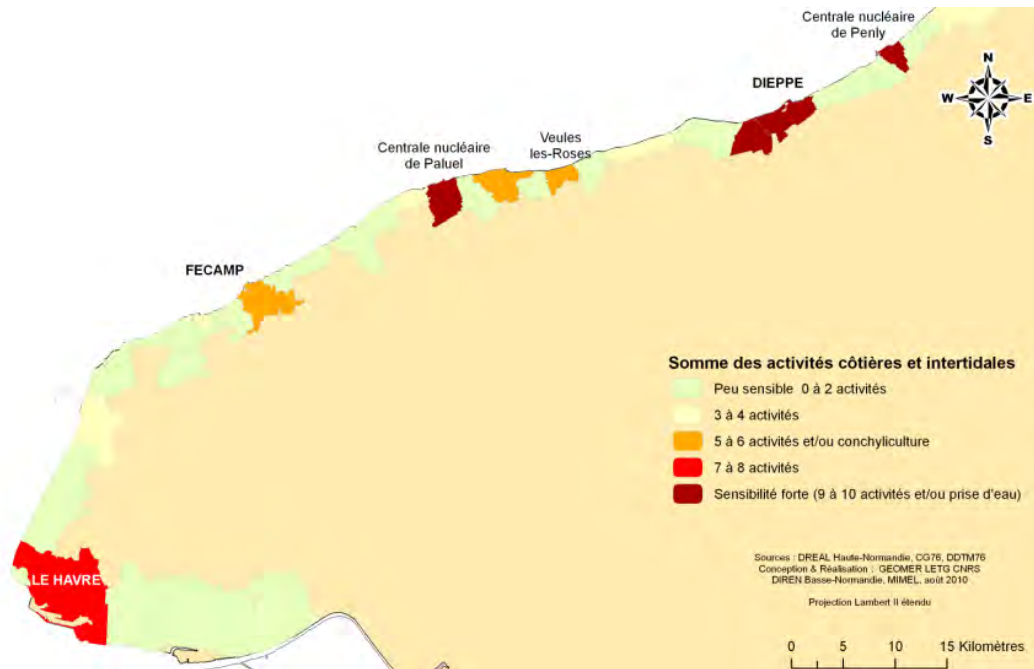 Centrale nucléaire
de Penly
N
W E
S
DIEPPE
Veules
les-Roses
Centrale nucléaire
de Paluel
FECAMP
Somme des activités côtières et intertidales
Peu sensible 0 à 2 activités
3 à 4 activités
5 à 6 activités et/ou conchyliculture
7 à 8 activités
Sensibilité forte (9 à 10 activités et/ou prise d'eau)
LE HAVRE
Sources : DREAL Haute-Normandie, CG76, DDTM76
Conception & Réalisation : GEOMER LETG CNRS
DIREN Basse-Normandie, MIMEL, août 2010
Projection Lambert II étendu
0 5 10 15 Kilomètres